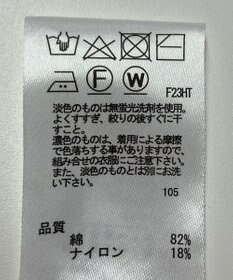 F W
F23HT
淡色のものは無蛍光洗剤を使用。
よくすすぎ、絞りの後すぐに干
すこと。
濃色のものは、着用による摩擦
で色落ちする事がありますので、
組み合せの衣服にご注意下さい。
また、淡色のものとは別にお洗
い下さい。
105
品質
綿 82%
ナイロン 18%